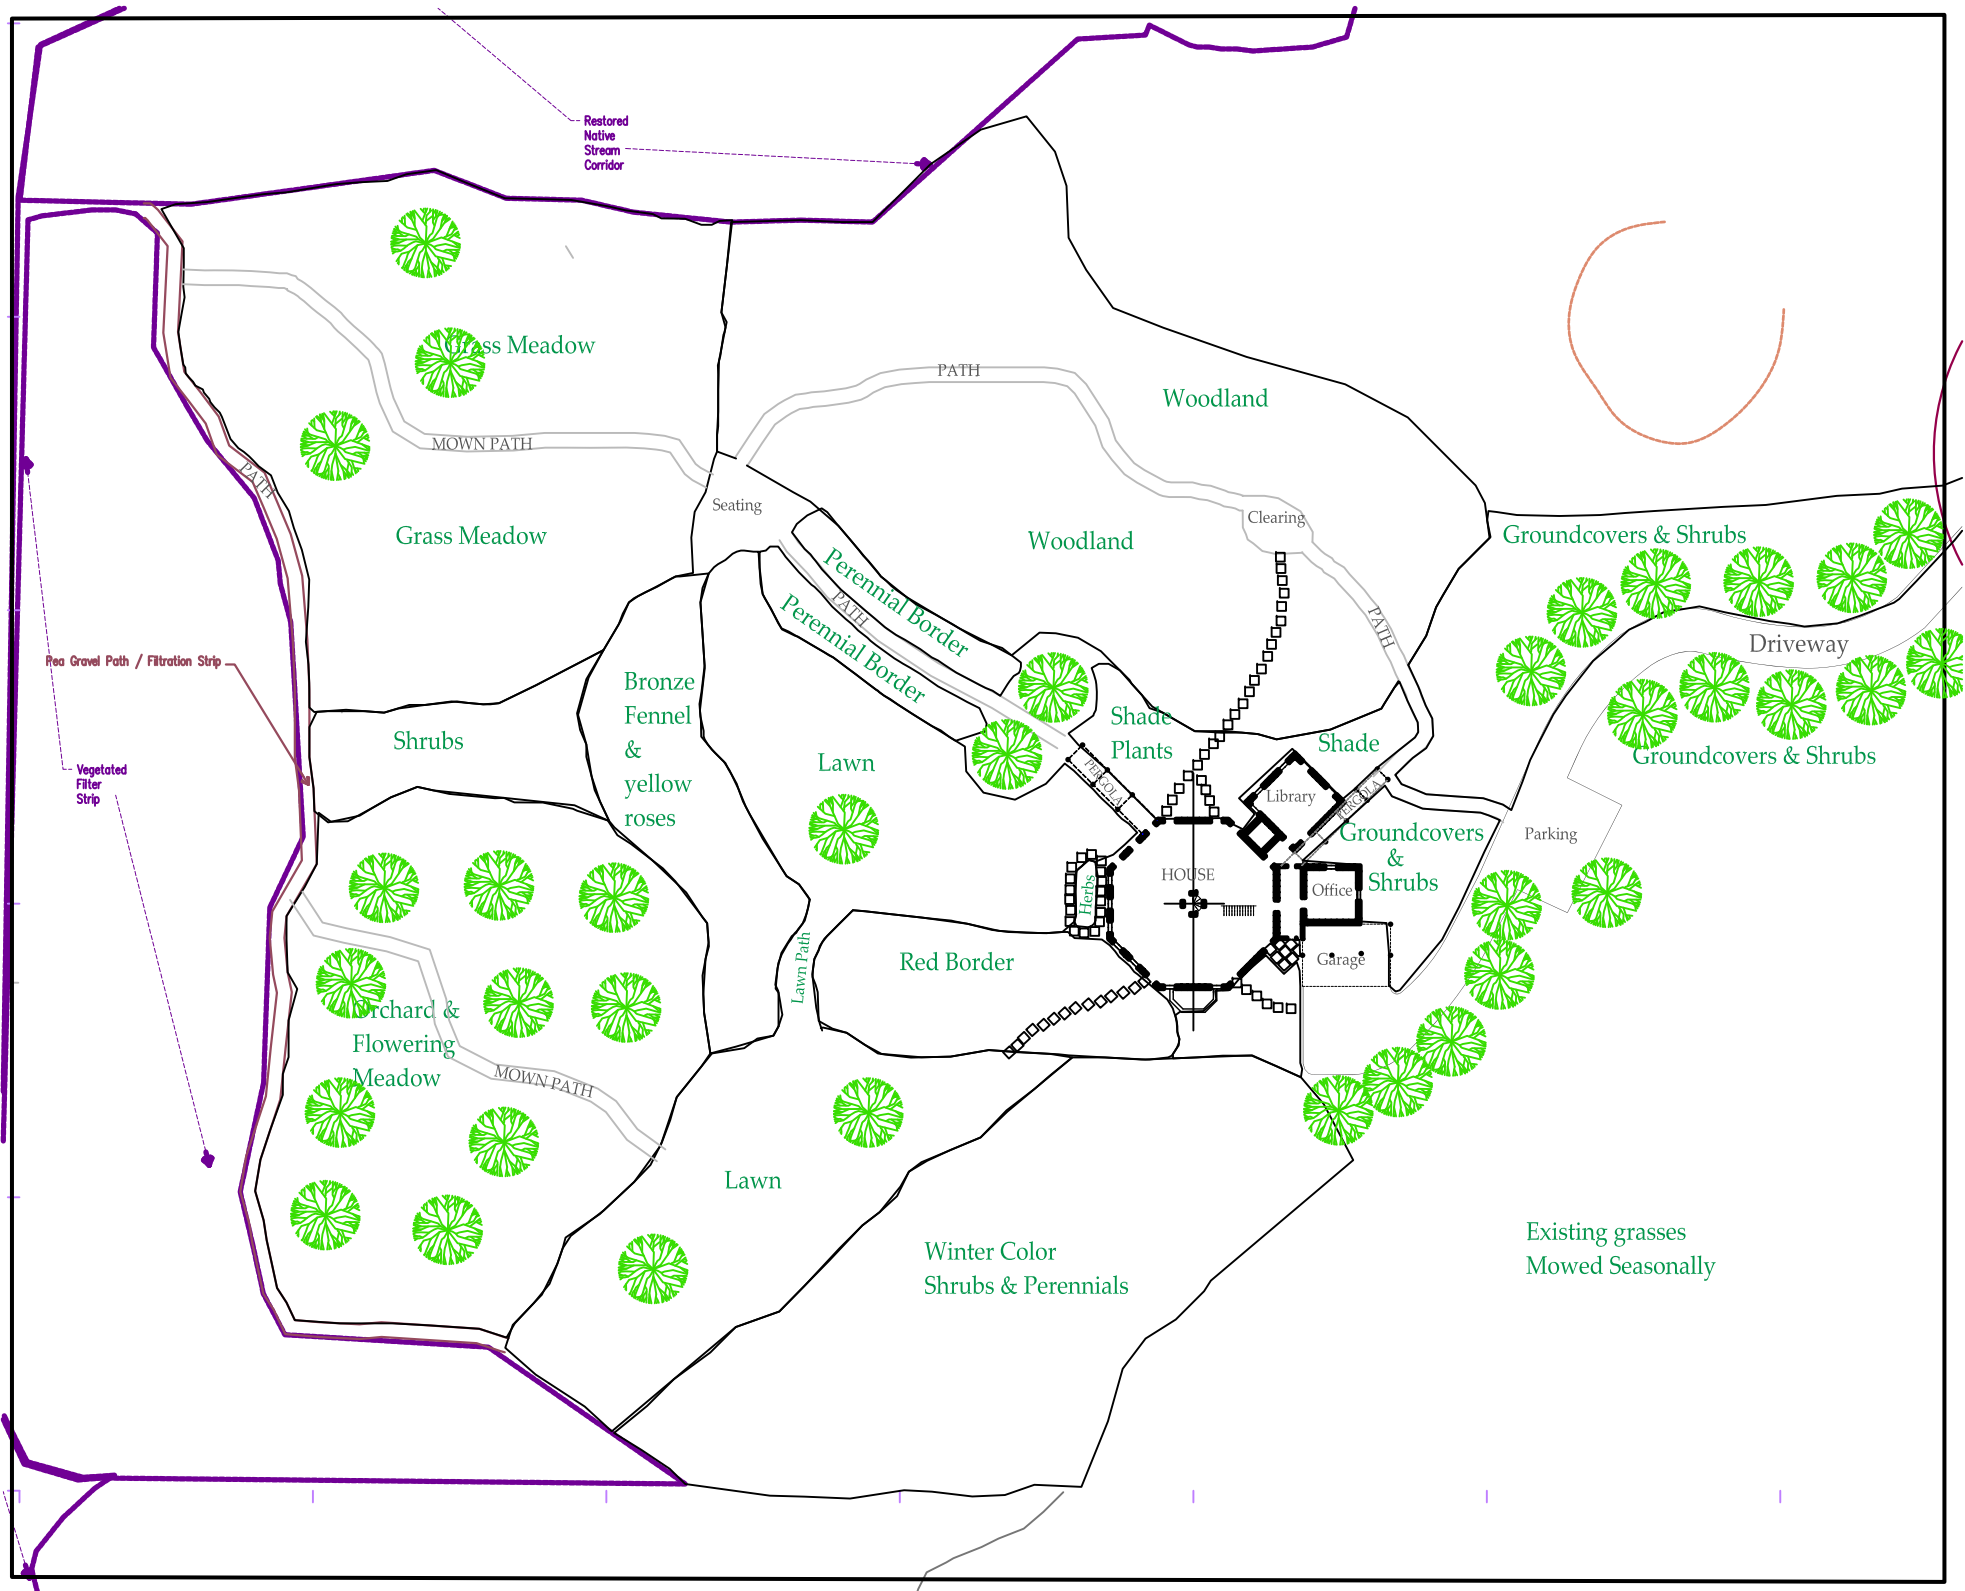 Restored
Native
Stream
Corridor
Grass Meadow
PATH
Woodland
MOWN PATH
PATH
Seating
Clearing
Grass Meadow
Woodland
Groundcovers & Shrubs
Perennial Border
PATH
Perennial Border
PATH
Driveway
Pea Gravel Path / Filtration Strip
Bronze
Fennel
&
yellow
roses
Shade
Plants
Shrubs
Shade
Groundcovers & Shrubs
Lawn
Vegetated
Filter
Strip
PERGOLA
PERGOLA
Library
Parking
Groundcovers
&
Shrubs
HOUSE
Herbs
Office
Lawn Path
Red Border
Garage
Orchard &
Flowering
Meadow
MOWN PATH
Lawn
Winter Color
Shrubs & Perennials
Existing grasses
Mowed Seasonally